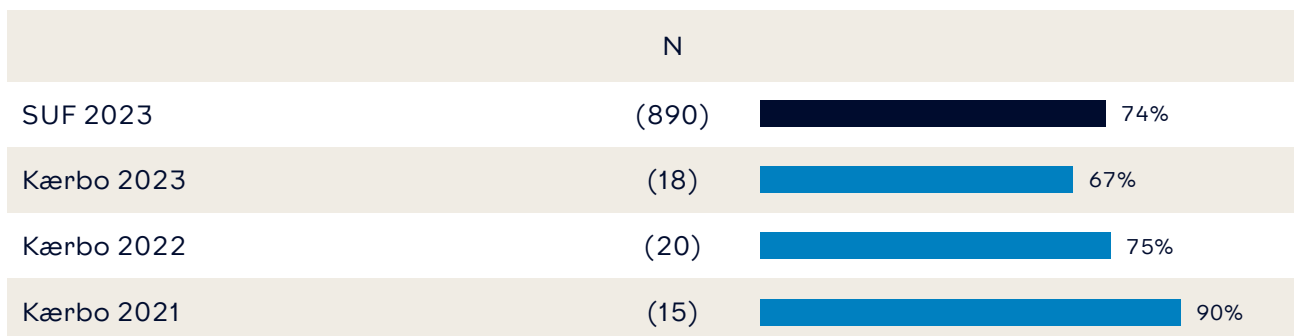 N
SUF 2023 (890) 74%
Kærbo 2023 (18) 67%
Kærbo 2022 (20) 75%
Kærbo 2021 (15) 90%